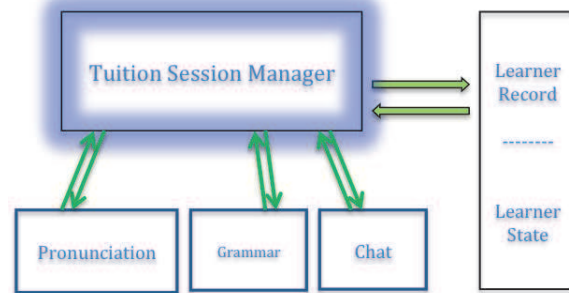 Tuition Session Manager
Learner
Record
--------
Learner
State
Pronunciation
Grammar
Chat